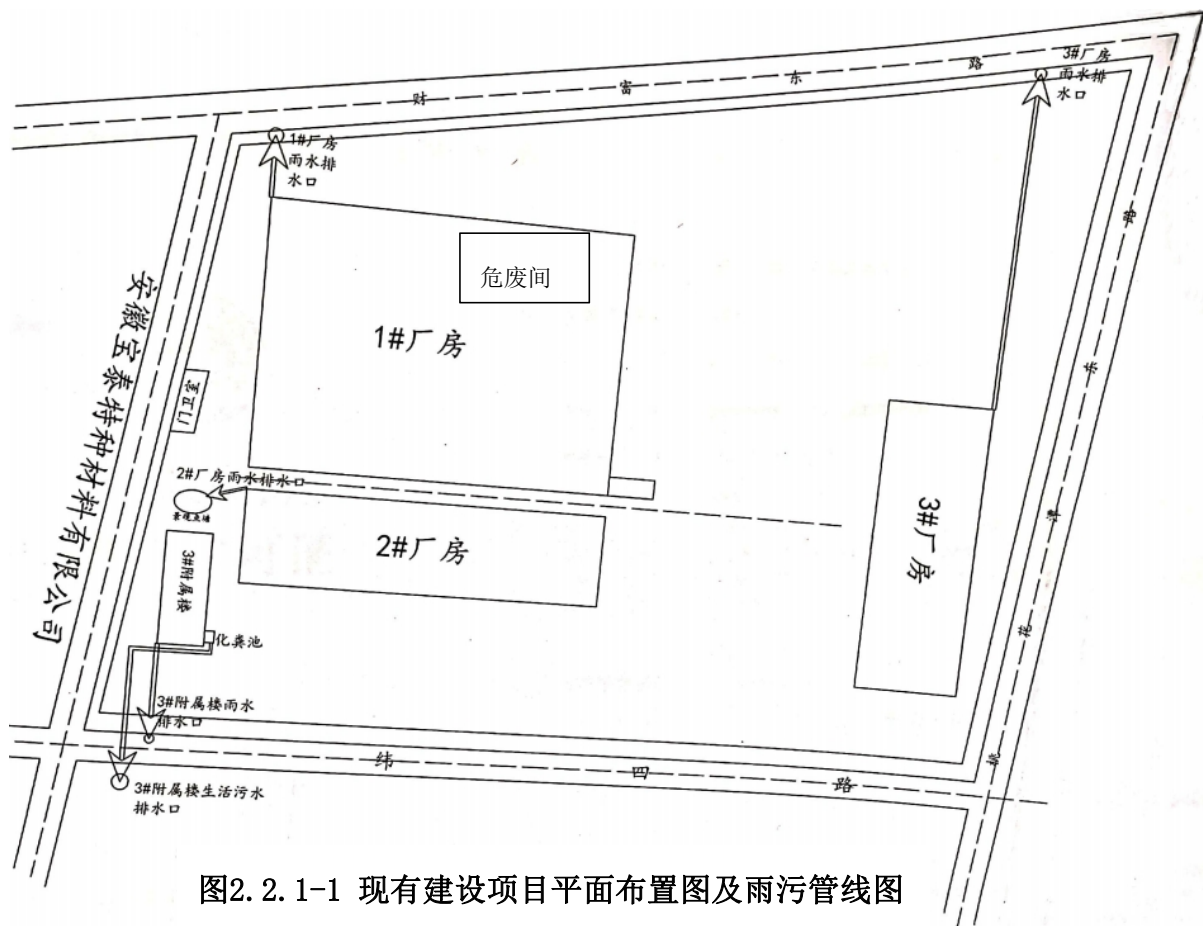 财富东路
3#厂房
雨水排
水口
1#厂房
雨水排
水口
危废间
1#厂房
安徽宝泰特种材料有限公司
2#厂房雨水排水口
2#厂房
3#厂房
3#附属楼
化粪池
3#附属楼雨水
排水口
纬四路
3#附属楼生活污水
排水口
图2.2.1-1 现有建设项目平面布置图及雨污管线图